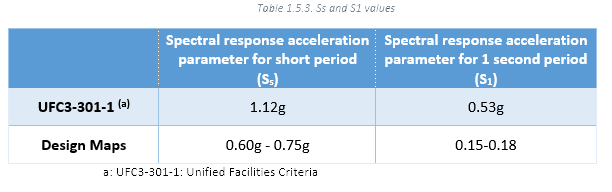 Table 1.5.3. Ss and S1 values
Spectral response acceleration parameter for short period (Ss)
Spectral response acceleration parameter for 1 second period (S1)
UFC3-301-1 (a) 1.12g 0.53g
Design Maps 0.60g - 0.75g 0.15-0.18
a: UFC3-301-1: Unified Facilities Criteria